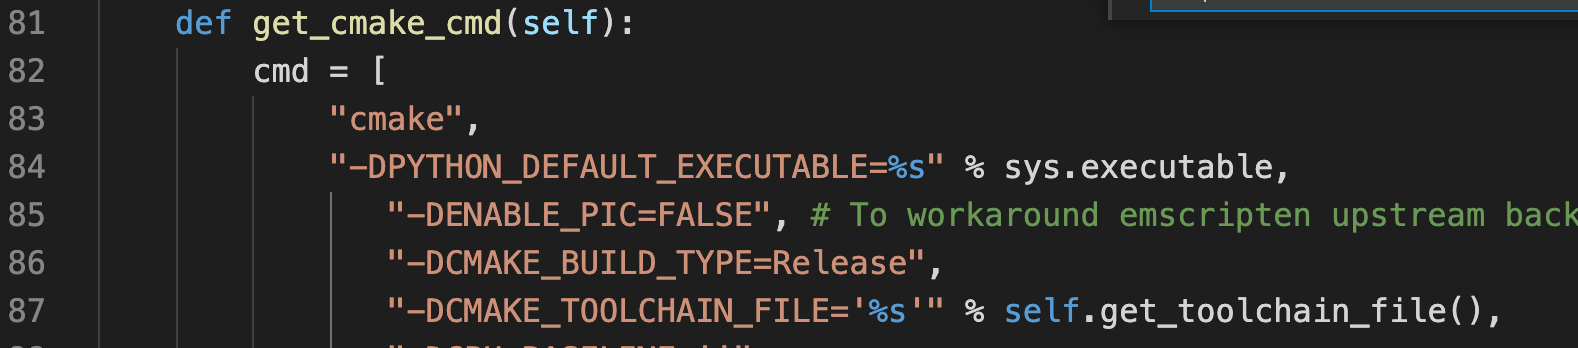 81 def get_cmake_cmd(self):
82 cmd = [
83 "cmake",
84 "-DPYTHON_DEFAULT_EXECUTABLE=%s" % sys.executable,
85 "-DENABLE_PIC=FALSE", # To workaround emscripten upstream back
86 "-DCMAKE_BUILD_TYPE=Release",
87 "-DCMAKE_TOOLCHAIN_FILE='%s'" % self.get_toolchain_file(),